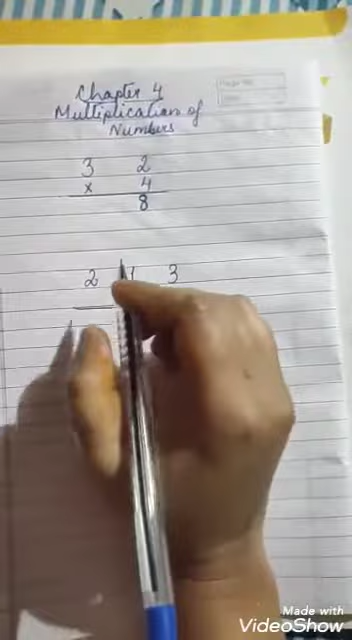 Chapter 4
Multiplication of
Numbers
3 2
x 4
8
2 1 3
Made with
VideoShow